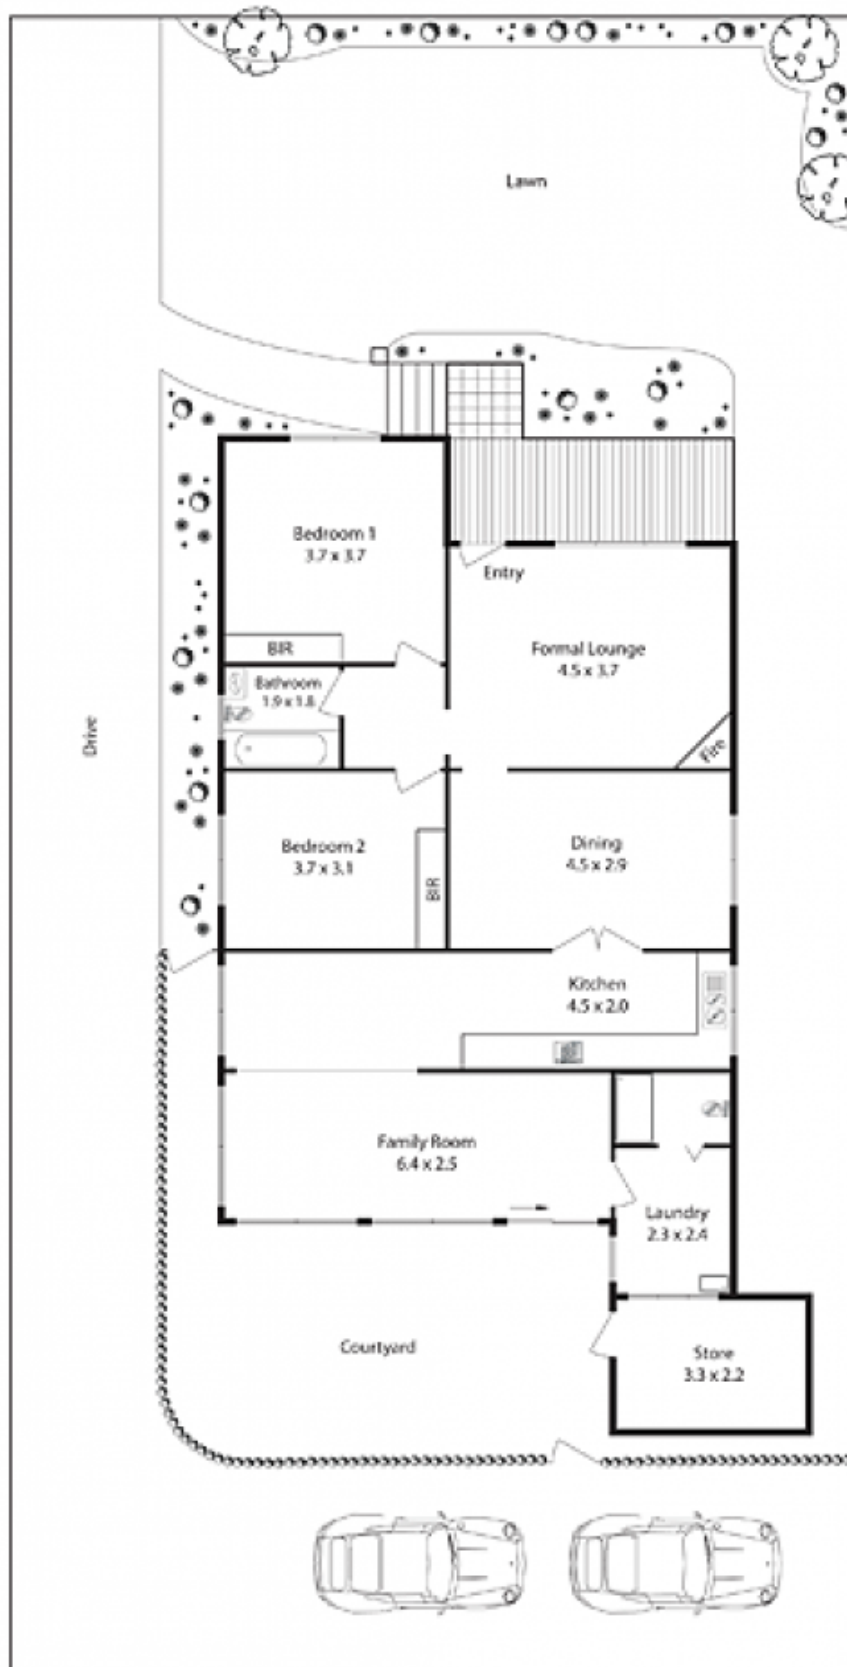 Lawn
Bedroom 1
3.7 x 3.7
Entry
Formal Lounge
4.5 x 3.7
BIR
Bathroom
1.9 x 1.8
Drive
Fire
Bedroom 2
3.7 x 3.1
Dining
4.5 x 2.9
BIR
Kitchen
4.5 x 2.0
Family Room
6.4 x 2.5
Laundry
2.3 x 2.4
Courtyard
Store
3.3 x 2.2